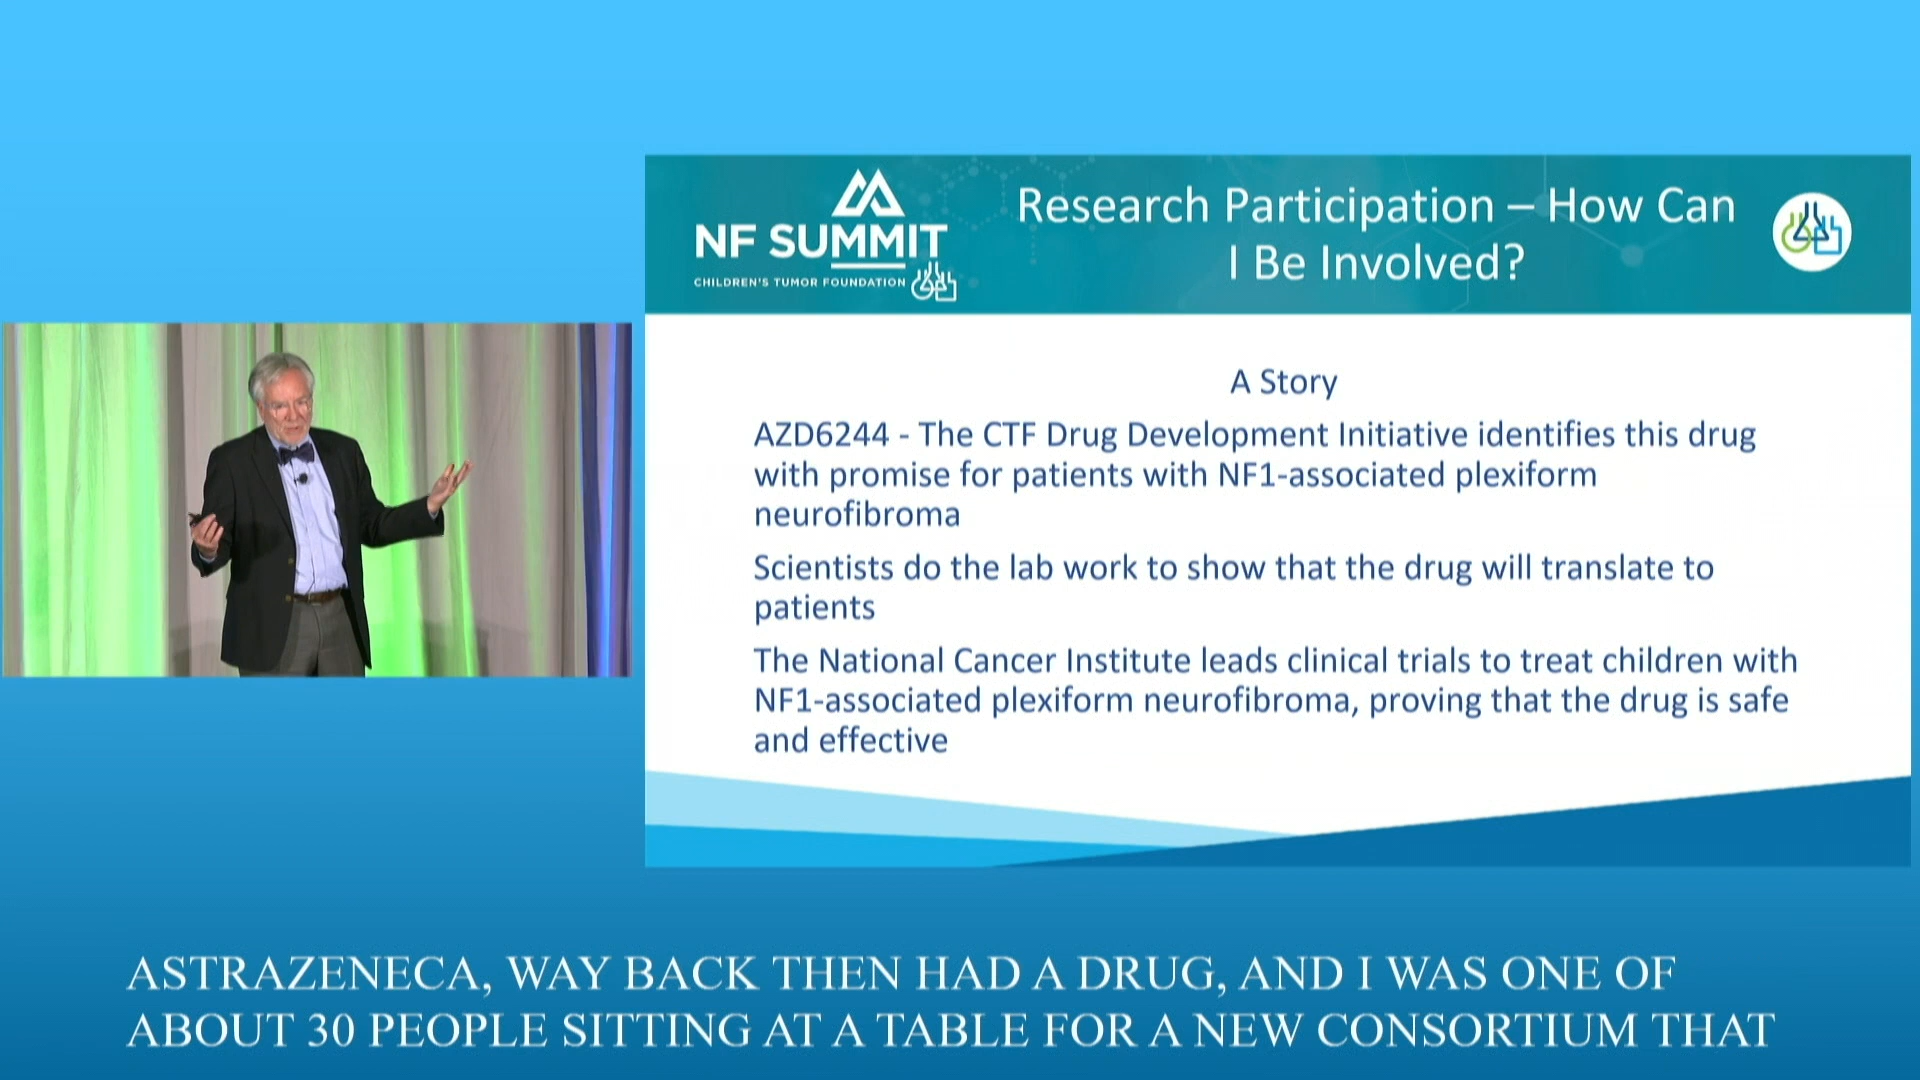 NF SUMMIT
CHILDREN'S TUMOR FOUNDATION
Research Participation – How Can
I Be Involved?
A Story
AZD6244 - The CTF Drug Development Initiative identifies this drug
with promise for patients with NF1-associated plexiform
neurofibroma
Scientists do the lab work to show that the drug will translate to
patients
The National Cancer Institute leads clinical trials to treat children with
NF1-associated plexiform neurofibroma, proving that the drug is safe
and effective
ASTRAZENECA, WAY BACK THEN HAD A DRUG, AND I WAS ONE OF
ABOUT 30 PEOPLE SITTING AT A TABLE FOR A NEW CONSORTIUM THAT